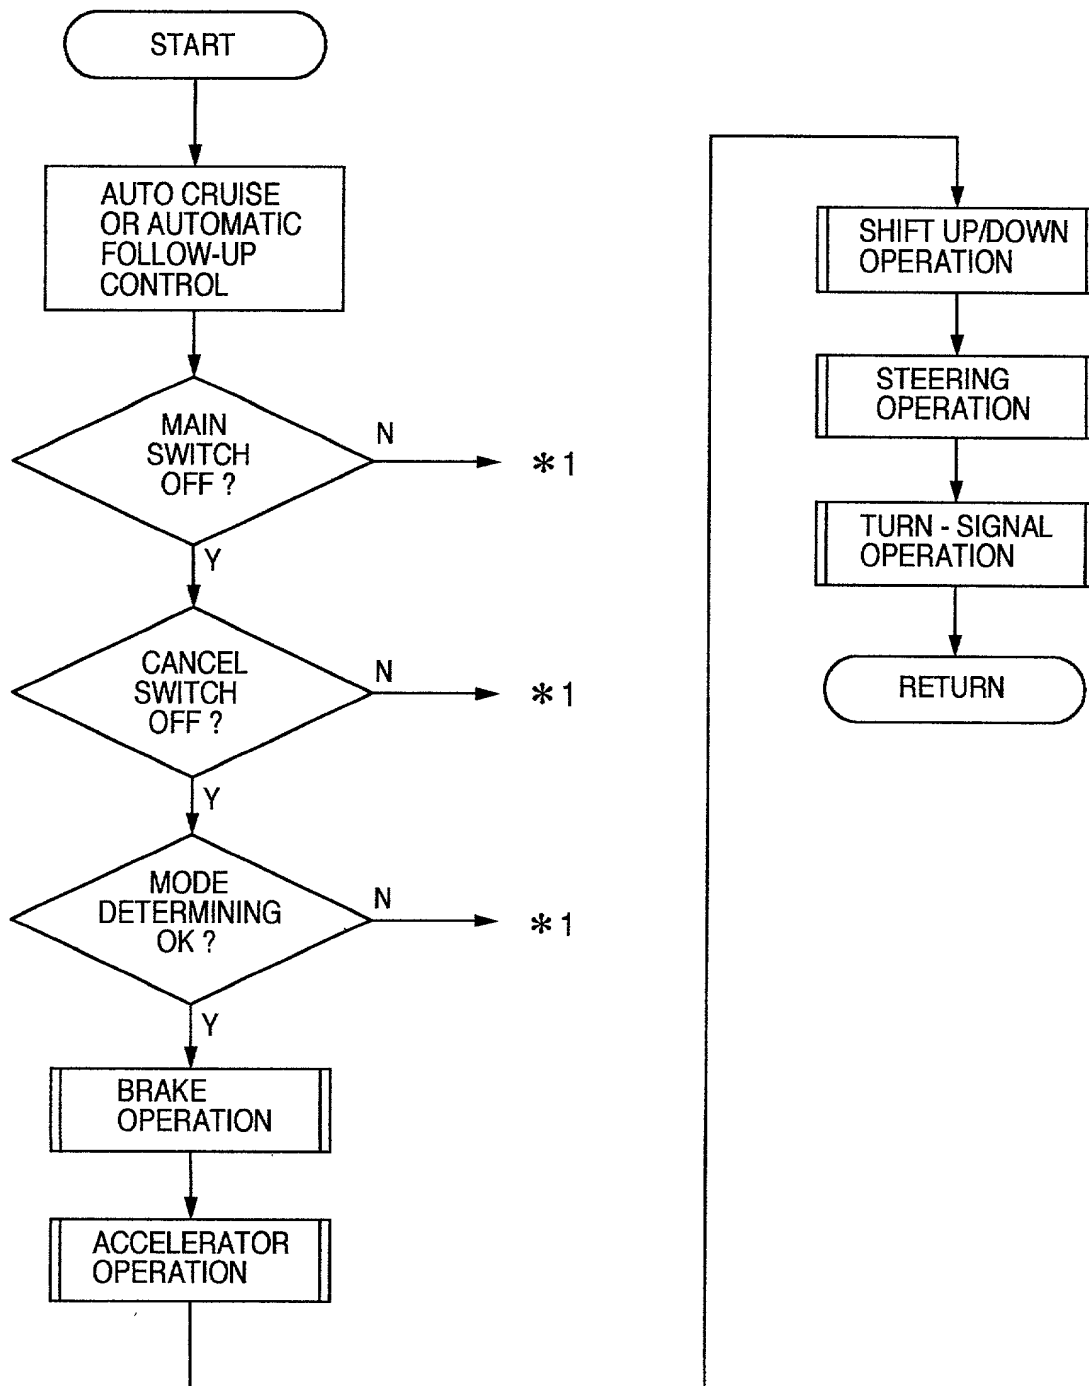 START
AUTO CRUISE
OR AUTOMATIC
FOLLOW-UP
CONTROL
MAIN
SWITCH
OFF ?
N
*1
Y
CANCEL
SWITCH
OFF ?
N
*1
Y
MODE
DETERMINING
OK ?
N
*1
Y
BRAKE
OPERATION
ACCELERATOR
OPERATION
SHIFT UP/DOWN
OPERATION
STEERING
OPERATION
TURN - SIGNAL
OPERATION
RETURN